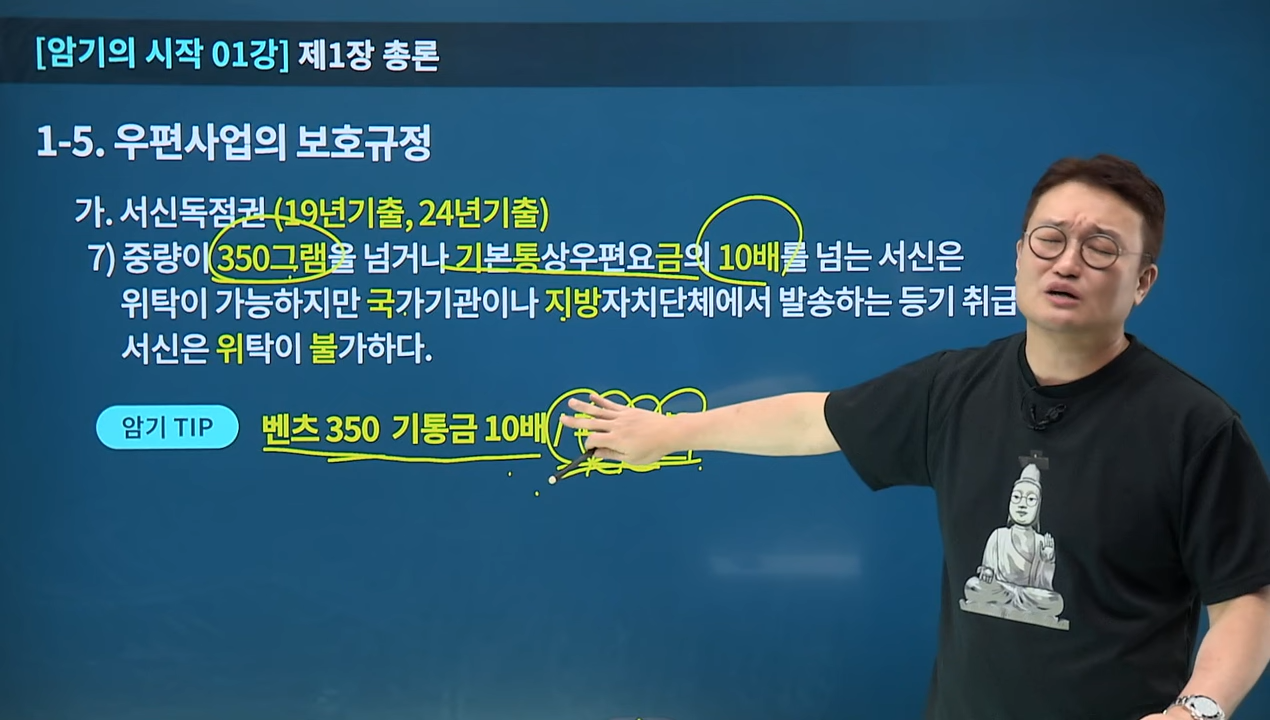 [암기의 시작 01강] 제1장 총론
1-5. 우편사업의 보호규정
가. 서신독점권 (19년기출, 24년기출)
7) 중량이 350그램을 넘거나 기본통상우편요금의 10배를 넘는 서신은
위탁이 가능하지만 국가기관이나 지방자치단체에서 발송하는 등기 취급
서신은 위탁이 불가하다.
암기 TIP
벤츠 350 기통금 10배 /